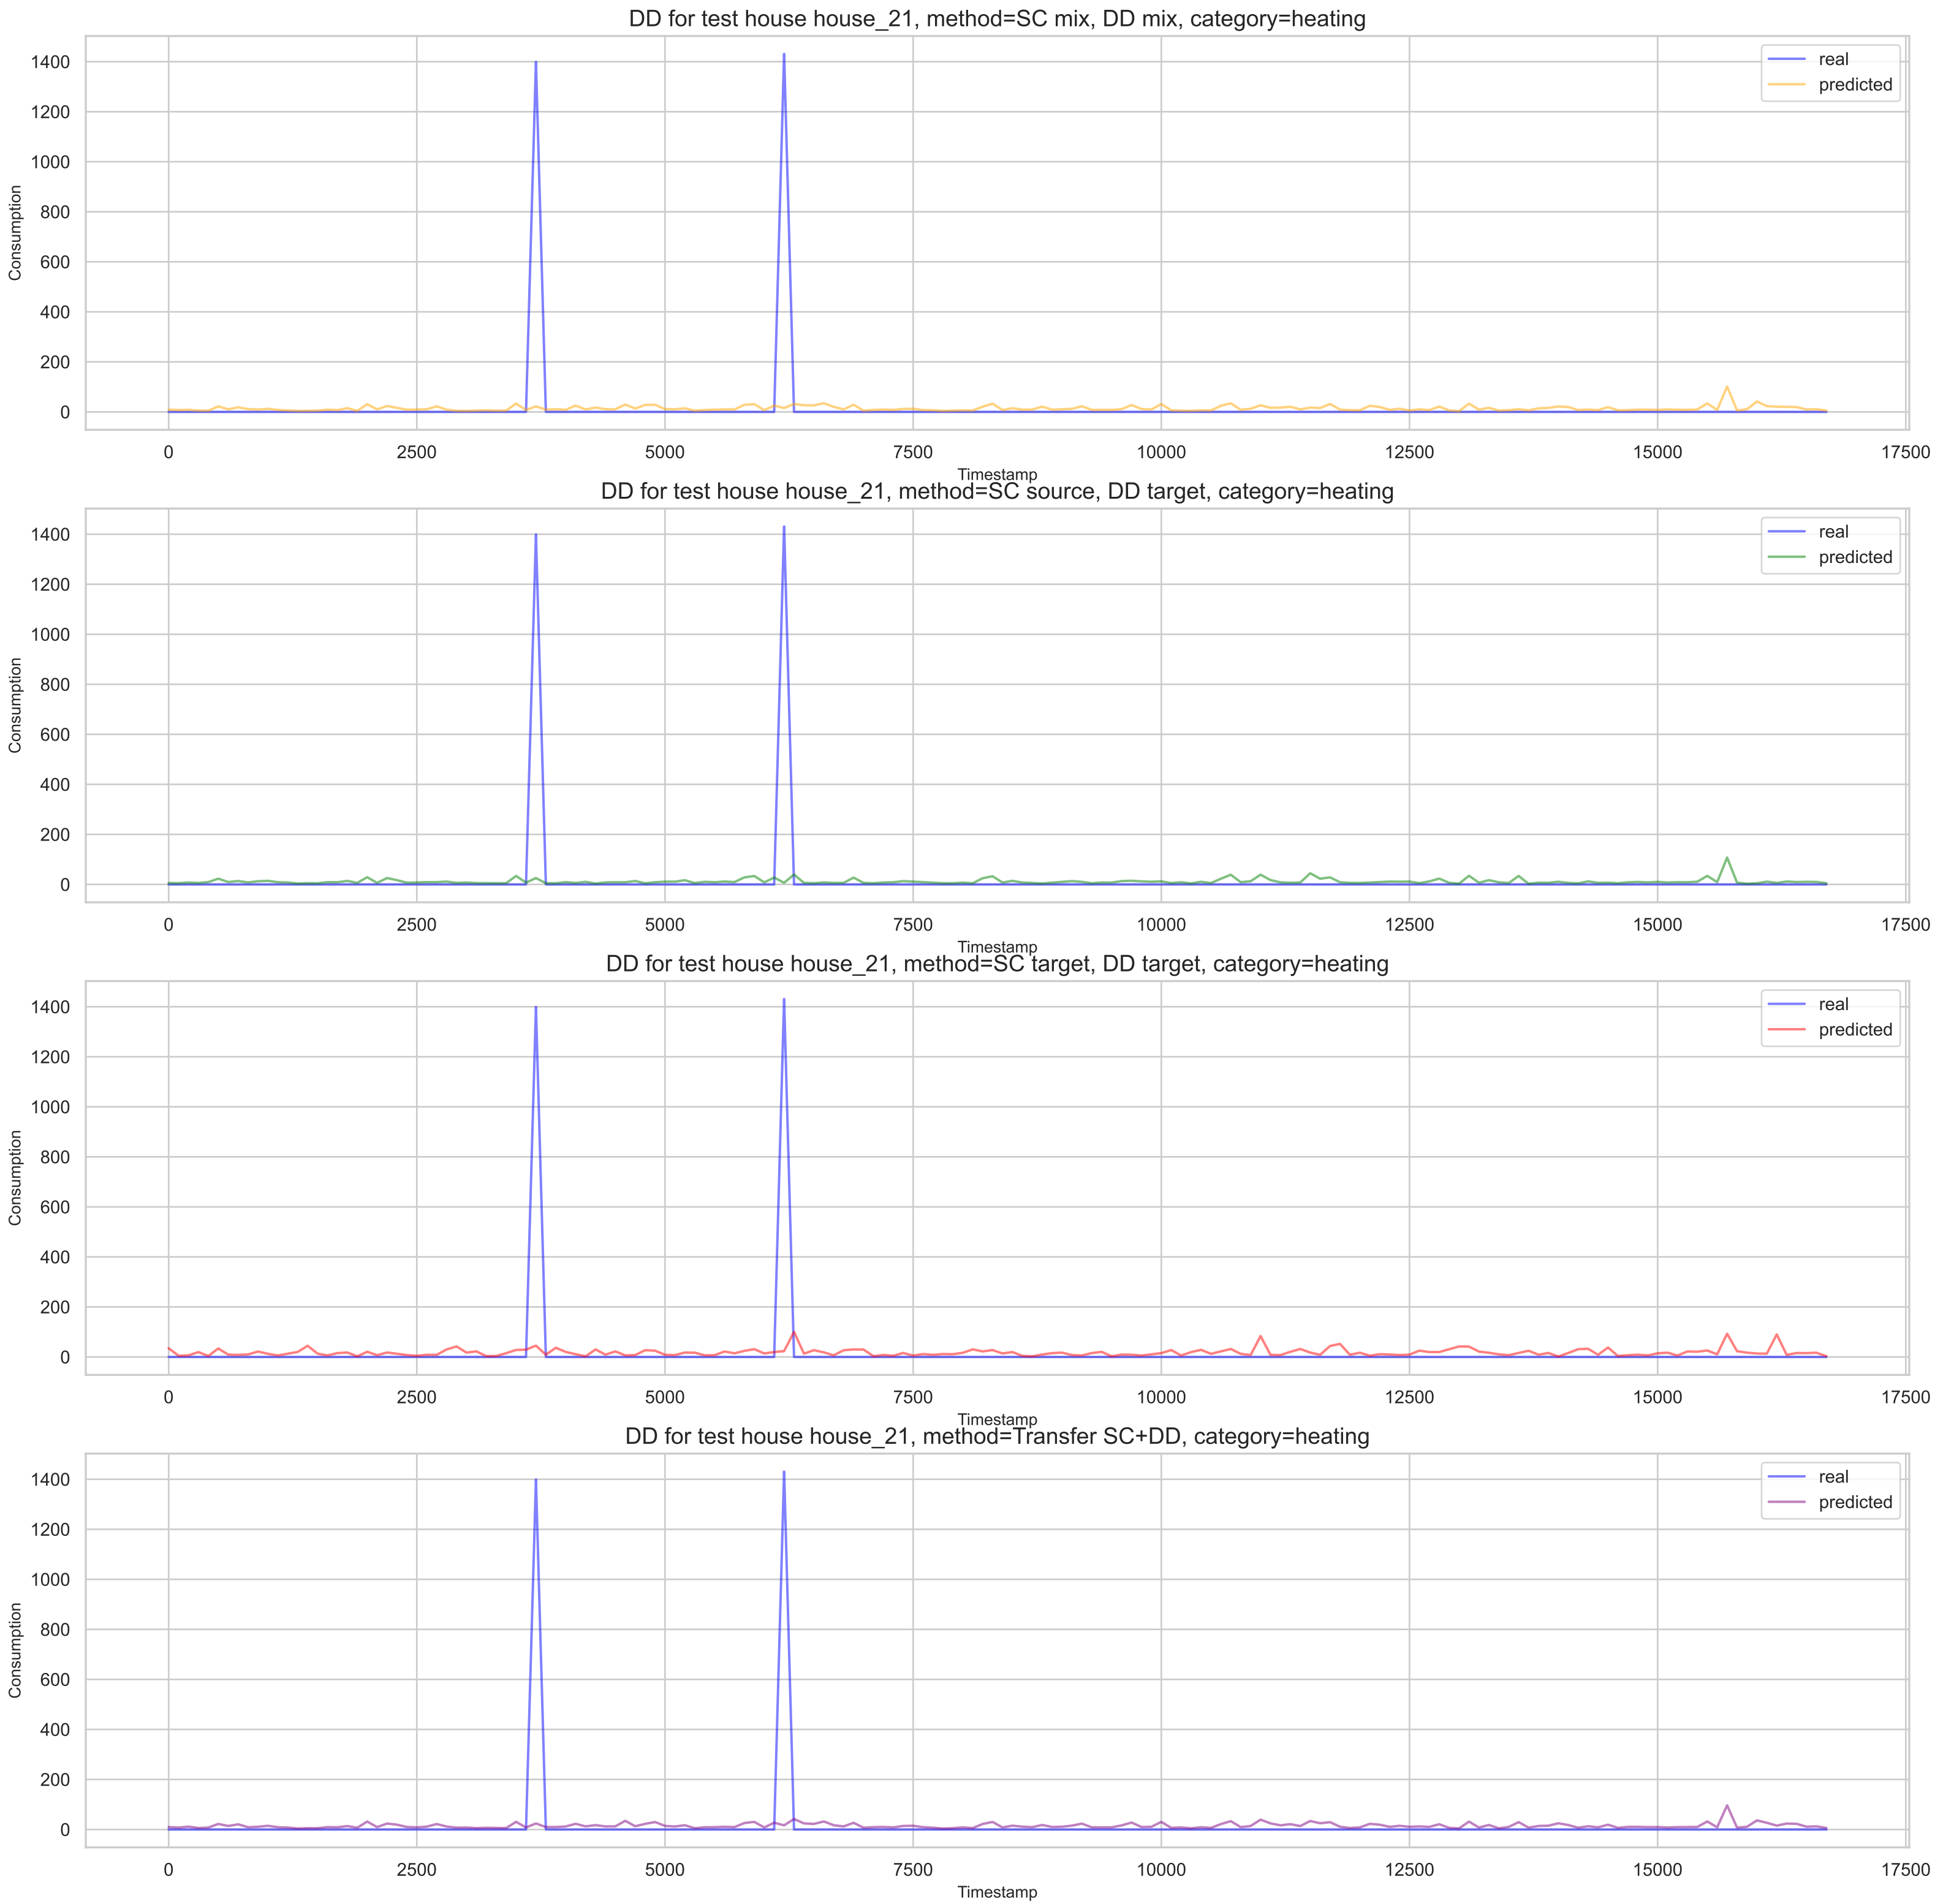 DD for test house house_21, method=SC mix, DD mix, category=heating
real
predicted
Consumption
1400
1200
1000
800
600
400
200
0
0 2500 5000 7500 10000 12500 15000 17500
Timestamp
DD for test house house_21, method=SC source, DD target, category=heating
real
predicted
Consumption
1400
1200
1000
800
600
400
200
0
0 2500 5000 7500 10000 12500 15000 17500
Timestamp
DD for test house house_21, method=SC target, DD target, category=heating
real
predicted
Consumption
1400
1200
1000
800
600
400
200
0
0 2500 5000 7500 10000 12500 15000 17500
Timestamp
DD for test house house_21, method=Transfer SC+DD, category=heating
real
predicted
Consumption
1400
1200
1000
800
600
400
200
0
0 2500 5000 7500 10000 12500 15000 17500
Timestamp